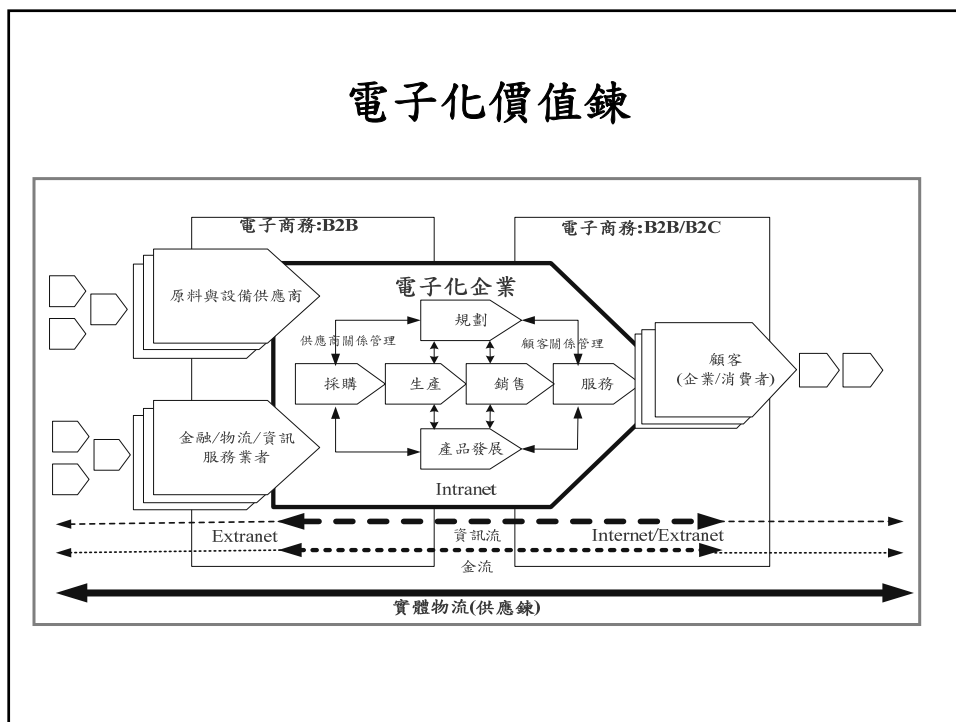 電子化價值鍊
電子商務:B2B
電子商務:B2B/B2C
原料與設備供應商
電子化企業
規劃
供應商關係管理
顧客關係管理
採購
生產
銷售
服務
顧客
(企業/消費者)
金融/物流/資訊
服務業者
產品發展
Intranet
Extranet
資訊流
Internet/Extranet
金流
實體物流(供應鍊)